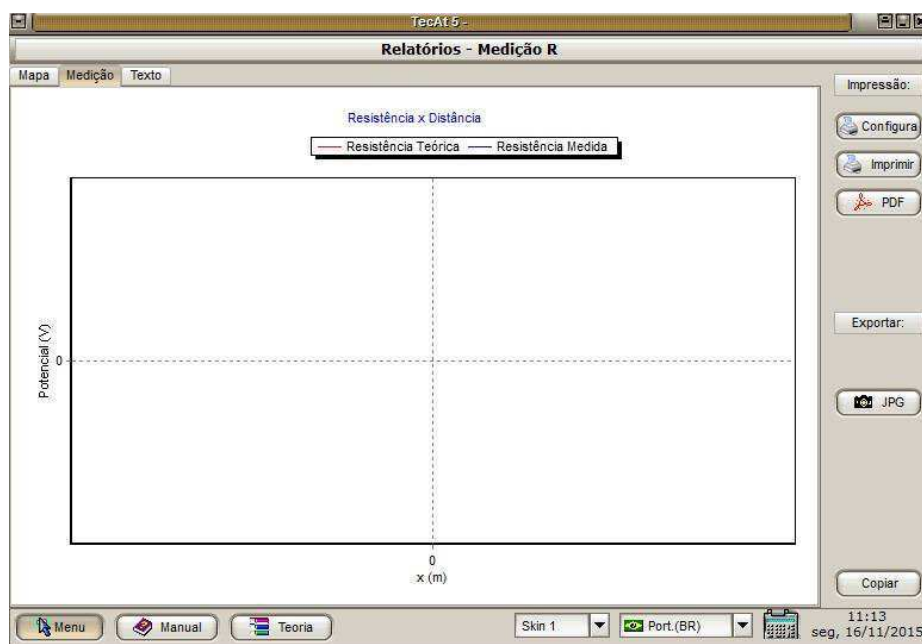 TecAt 5 -
Relatórios - Medição R
Mapa Medição Texto
Impressão:
Resistência x Distância
Resistência Teórica Resistência Medida
Configura
Imprimir
PDF
Potencial (V)
0
Exportar:
JPG
0
x (m)
Copiar
Menu Manual Teoria Skin 1 Port.(BR) 11:13
seg, 16/11/2015